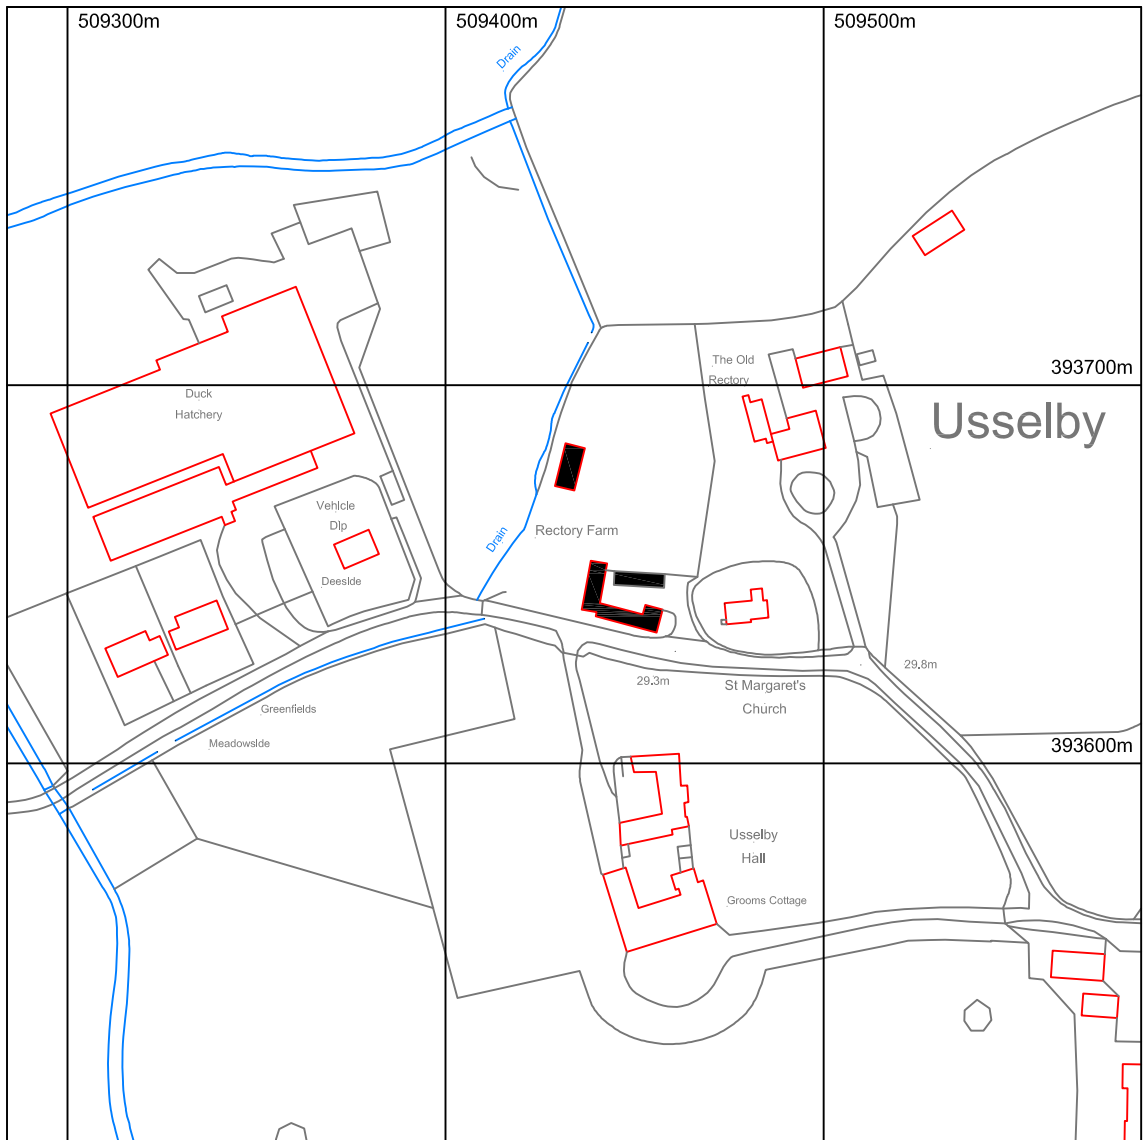 509300m
509400m
509500m
Drain
The Old
Rectory
393700m
Duck
Hatchery
Usselby
Vehicle
Dip
Rectory Farm
Drain
Deeside
29.8m
29.3m
St Margaret's
Church
Greenfields
Meadowside
393600m
Usselby
Hall
Grooms Cottage